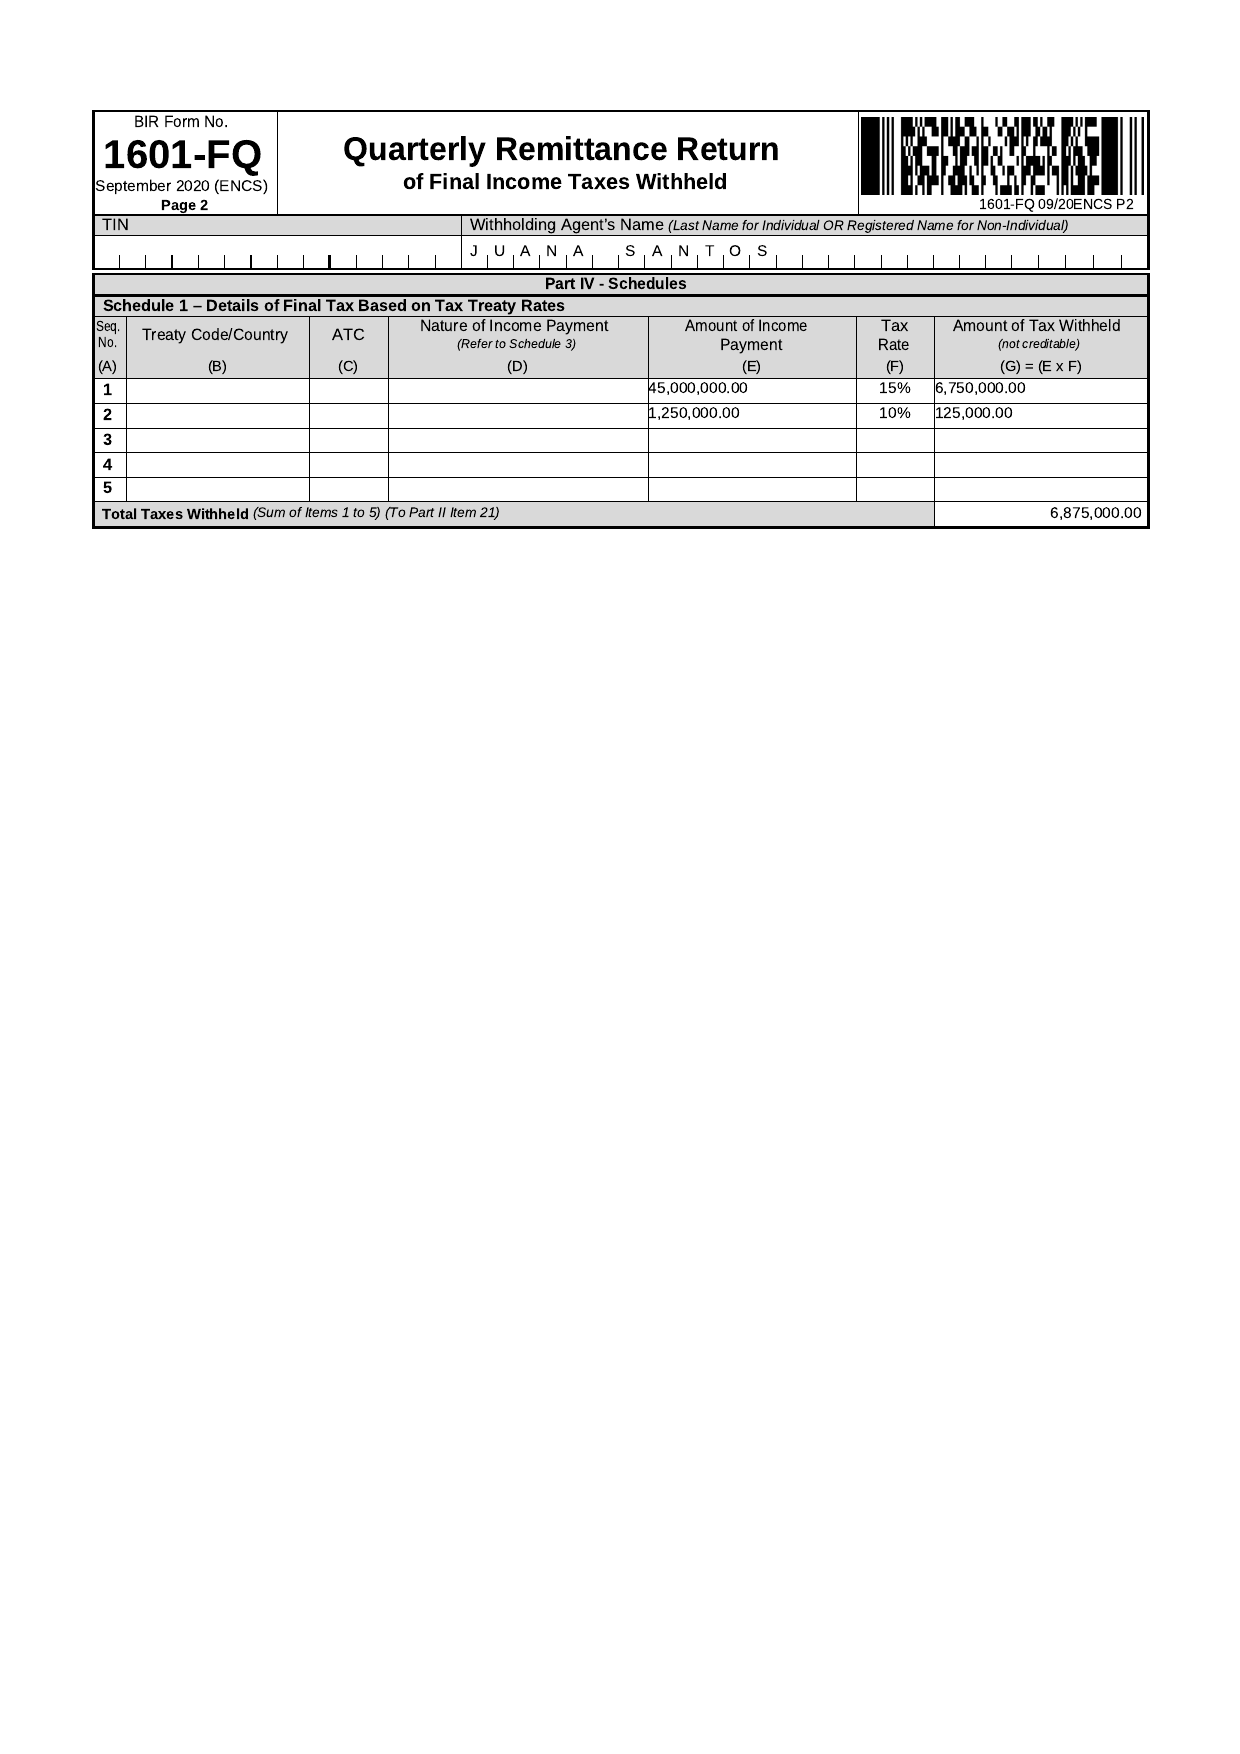 BIR Form No.
1601-FQ
September 2020 (ENCS)
Page 2
Quarterly Remittance Return
of Final Income Taxes Withheld
1601-FQ 09/20ENCS P2
TIN
Withholding Agent’s Name (Last Name for Individual OR Registered Name for Non-Individual)
JUANA SANTOS
Part IV - Schedules
Schedule 1 – Details of Final Tax Based on Tax Treaty Rates
Seq. No. (A)
Treaty Code/Country (B)
ATC (C)
Nature of Income Payment (Refer to Schedule 3) (D)
Amount of Income Payment (E)
Tax Rate (F)
Amount of Tax Withheld (not creditable) (G) = (E x F)
1 45,000,000.00 15% 6,750,000.00
2 1,250,000.00 10% 125,000.00
3
4
5
Total Taxes Withheld (Sum of Items 1 to 5) (To Part II Item 21) 6,875,000.00